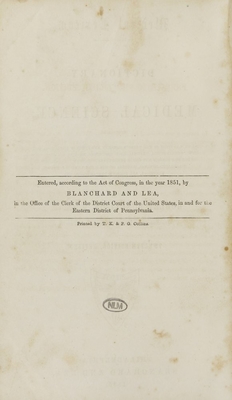 Entered, according to the Act of Congress, in the year 1851, by
BLANCHARD AND LEA,
in the Office of the Clerk of the District Court of the United States, in and for the
Eastern District of Pennsylvania.
Printed by T. K. & P. G. Collins.
NLM